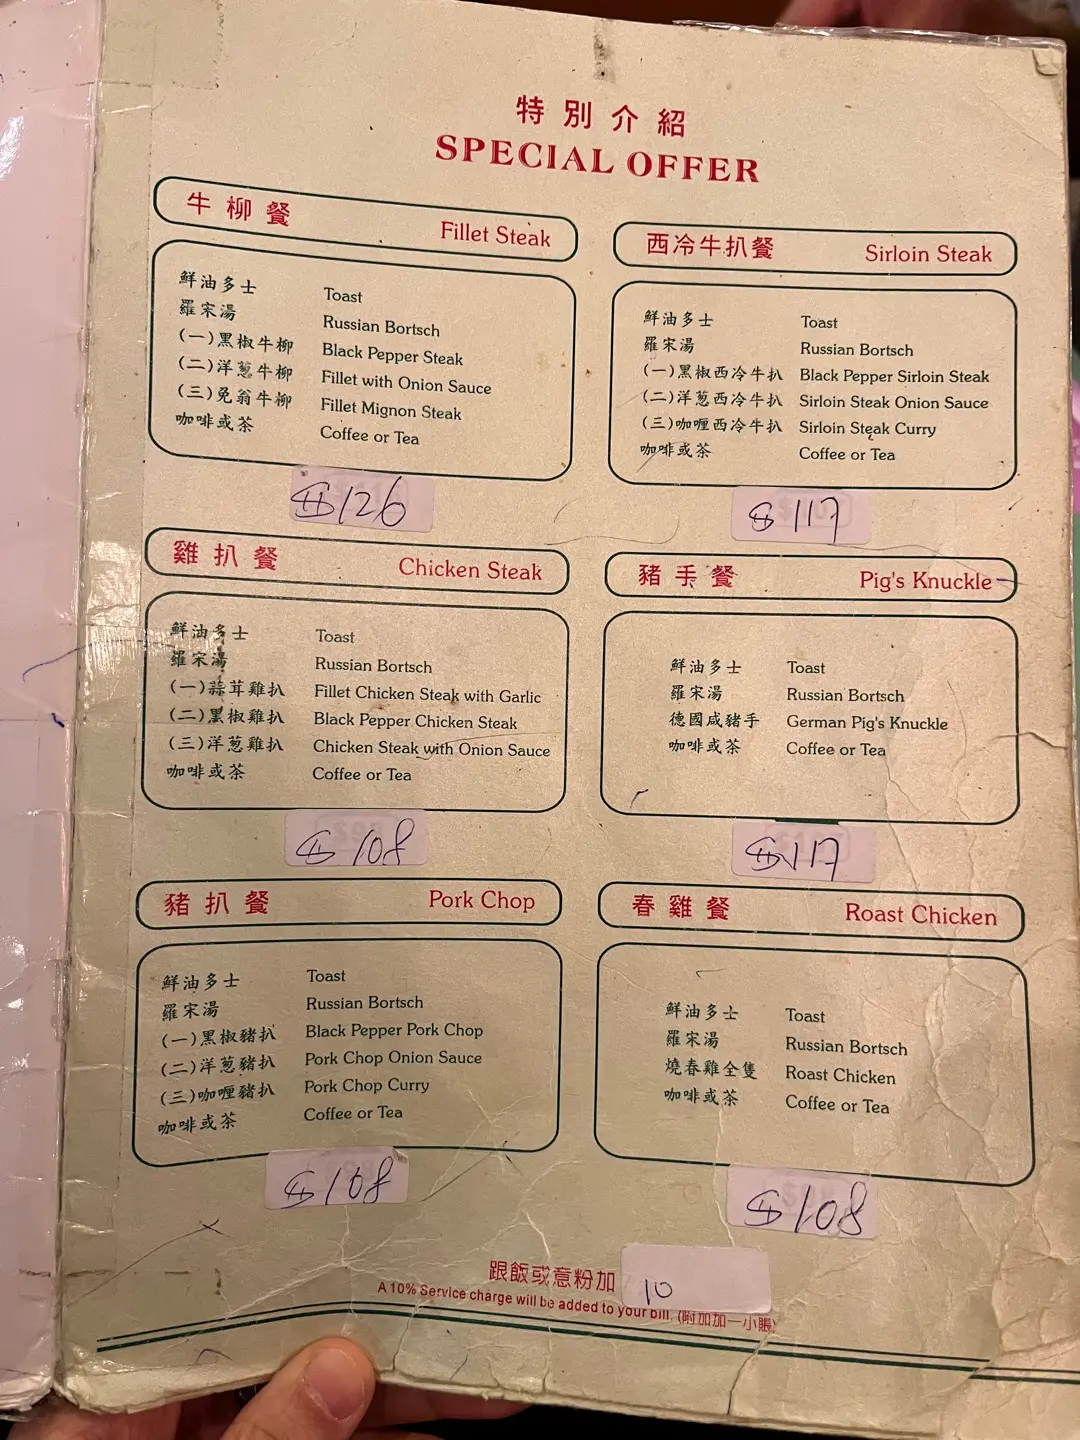 特別介紹
SPECIAL OFFER
牛柳餐 Fillet Steak
鮮油多士 Toast
羅宋湯 Russian Bortsch
(一)黑椒牛柳 Black Pepper Steak
(二)洋葱牛柳 Fillet with Onion Sauce
(三)免翁牛柳 Fillet Mignon Steak
咖啡或茶 Coffee or Tea
$126
西冷牛扒餐 Sirloin Steak
鮮油多士 Toast
羅宋湯 Russian Bortsch
(一)黑椒西冷牛扒 Black Pepper Sirloin Steak
(二)洋葱西冷牛扒 Sirloin Steak Onion Sauce
(三)咖喱西冷牛扒 Sirloin Steak Curry
咖啡或茶 Coffee or Tea
$117
雞扒餐 Chicken Steak
鮮油多士 Toast
羅宋湯 Russian Bortsch
(一)蒜茸雞扒 Fillet Chicken Steak with Garlic
(二)黑椒雞扒 Black Pepper Chicken Steak
(三)洋葱雞扒 Chicken Steak with Onion Sauce
咖啡或茶 Coffee or Tea
$108
豬手餐 Pig's Knuckle
鮮油多士 Toast
羅宋湯 Russian Bortsch
德國咸豬手 German Pig's Knuckle
咖啡或茶 Coffee or Tea
$117
豬扒餐 Pork Chop
鮮油多士 Toast
羅宋湯 Russian Bortsch
(一)黑椒豬扒 Black Pepper Pork Chop
(二)洋葱豬扒 Pork Chop Onion Sauce
(三)咖喱豬扒 Pork Chop Curry
咖啡或茶 Coffee or Tea
$108
春雞餐 Roast Chicken
鮮油多士 Toast
羅宋湯 Russian Bortsch
燒春雞全隻 Roast Chicken
咖啡或茶 Coffee or Tea
$108
跟飯或意粉加 10
A 10% Service charge will be added to your bill. (附加加一小賬)